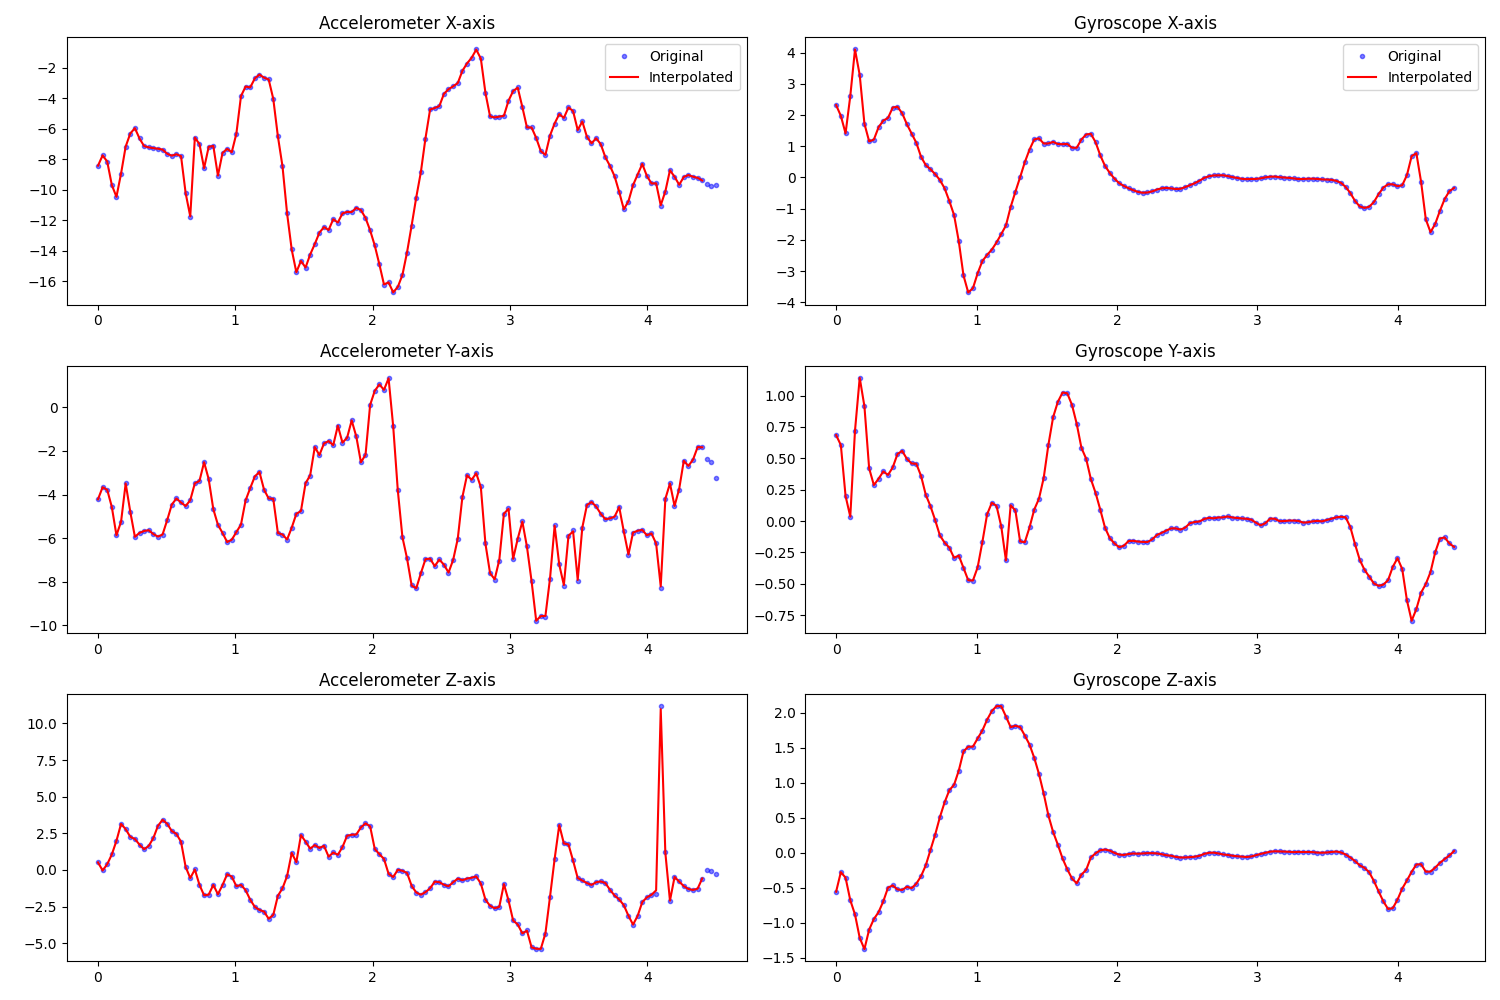 Accelerometer X-axis
−2
−4
−6
−8
−10
−12
−14
−16
0 1 2 3 4
Original
Interpolated
Gyroscope X-axis
4
3
2
1
0
−1
−2
−3
−4
0 1 2 3 4
Original
Interpolated
Accelerometer Y-axis
0
−2
−4
−6
−8
−10
0 1 2 3 4
Gyroscope Y-axis
1.00
0.75
0.50
0.25
0.00
−0.25
−0.50
−0.75
0 1 2 3 4
Accelerometer Z-axis
10.0
7.5
5.0
2.5
0.0
−2.5
−5.0
0 1 2 3 4
Gyroscope Z-axis
2.0
1.5
1.0
0.5
0.0
−0.5
−1.0
−1.5
0 1 2 3 4